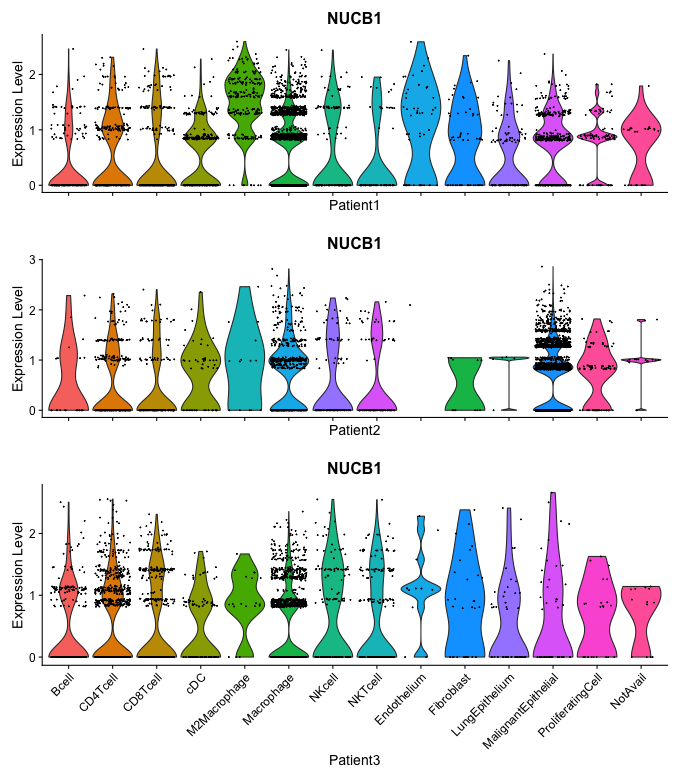 NUCB1
Expression Level
2
1
0
Patient1
NUCB1
Expression Level
3
2
1
0
Patient2
NUCB1
Expression Level
2
1
0
Bcell
CD4Tcell
CD8Tcell
cDC
M2Macrophage
Macrophage
NKcell
NKTcell
Endothelium
Fibroblast
LungEpithelium
MalignantEpithelial
ProliferatingCell
NotAvail
Patient3